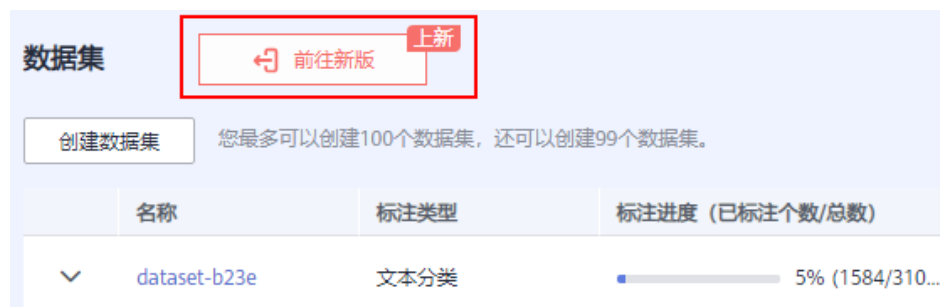 上新
数据集 前往新版
创建数据集 您最多可以创建100个数据集，还可以创建99个数据集。
名称 标注类型 标注进度（已标注个数/总数）
dataset-b23e 文本分类 5% (1584/310...